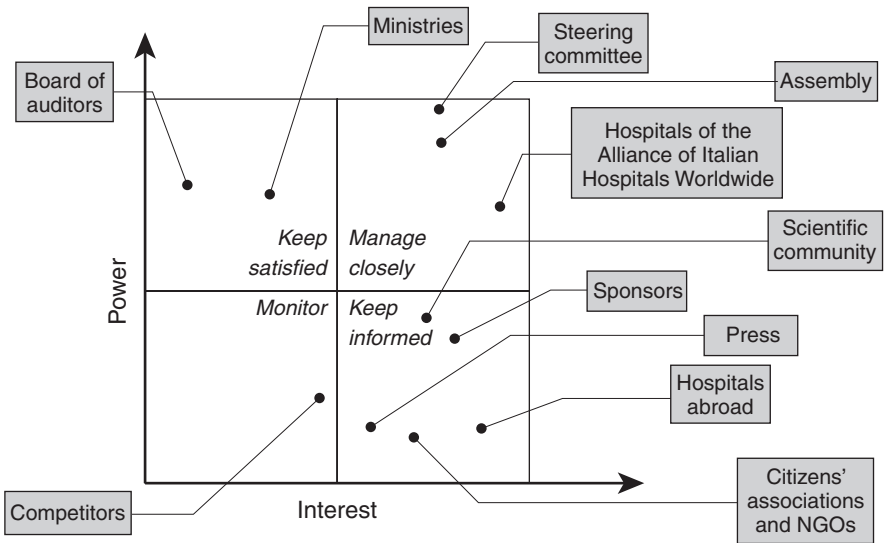 Ministries
Steering
committee
Board of
auditors
Assembly
Hospitals of the
Alliance of Italian
Hospitals Worldwide
Keep
satisfied
Manage
closely
Scientific
community
Power
Monitor
Keep
informed
Sponsors
Press
Hospitals
abroad
Competitors
Interest
Citizens'
associations
and NGOs